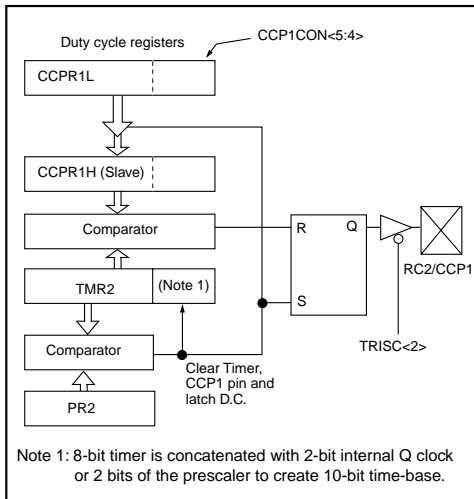 Duty cycle registers
CCP1CON<5:4>
CCPR1L
CCPR1H (Slave)
Comparator
R
Q
RC2/CCP1
TMR2
(Note 1)
S
TRISC<2>
Comparator
Clear Timer,
CCP1 pin and
latch D.C.
PR2
Note 1: 8-bit timer is concatenated with 2-bit internal Q clock
or 2 bits of the prescaler to create 10-bit time-base.